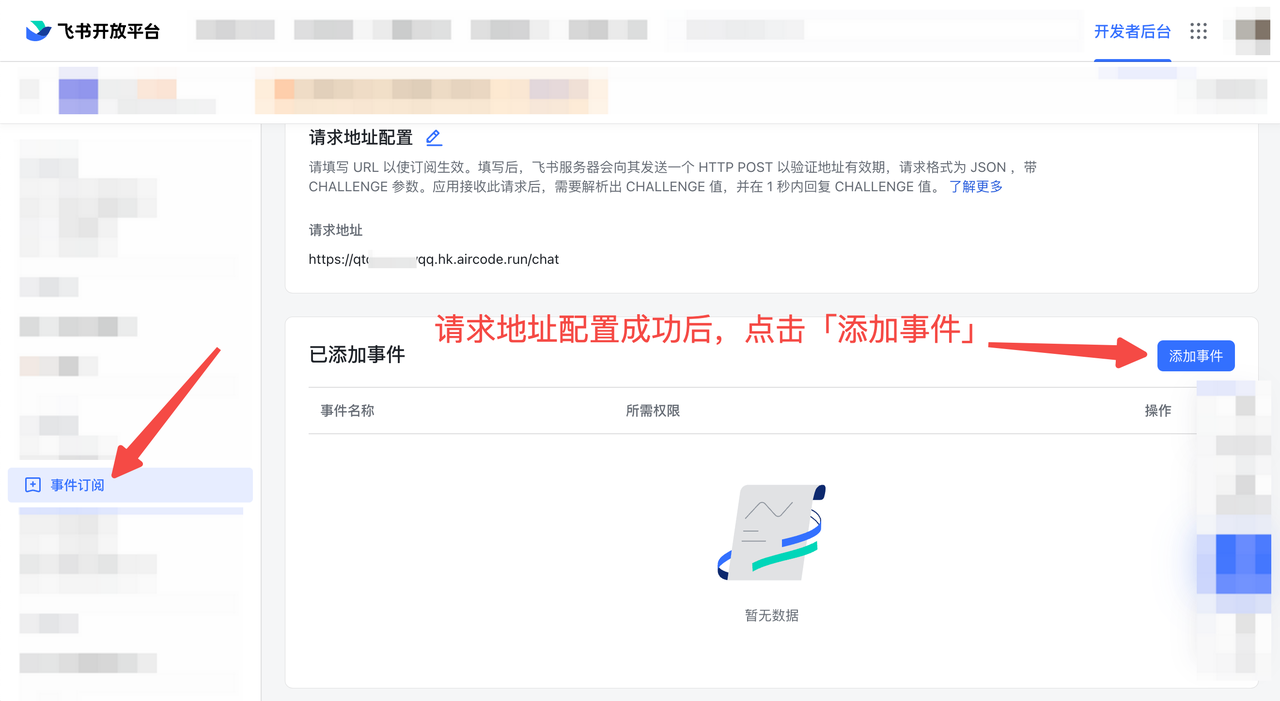 飞书开放平台
开发者后台
请求地址配置
请填写 URL 以使订阅生效。填写后，飞书服务器会向其发送一个 HTTP POST 以验证地址有效期，请求格式为 JSON ，带
CHALLENGE 参数。应用接收此请求后，需要解析出 CHALLENGE 值，并在 1 秒内回复 CHALLENGE 值。 了解更多
请求地址
qq.hk.aircode.run/chat
请求地址配置成功后，点击「添加事件」
已添加事件
添加事件
事件名称 所需权限 操作
事件订阅
暂无数据